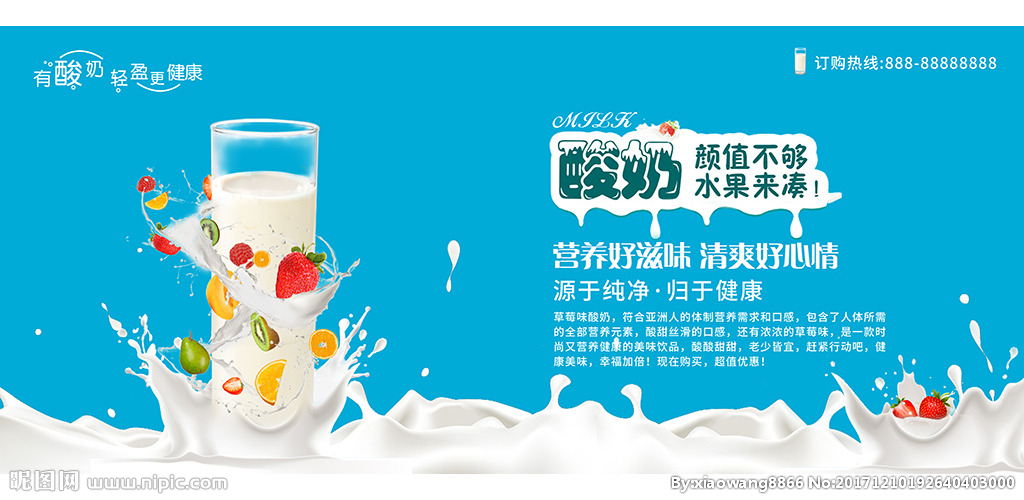 有酸奶 轻盈更健康
订购热线:888-88888888
MILK
酸奶
颜值不够
水果来凑!
营养好滋味 清爽好心情
源于纯净·归于健康
草莓味酸奶,符合亚洲人的体制营养需求和口感,包含了人体所需
的全部营养元素,酸甜丝滑的口感,还有浓浓的草莓味,是一款时
尚又营养健康的美味饮品,酸酸甜甜,老少皆宜,赶紧行动吧,健
康美味,幸福加倍!现在购买,超值优惠!
昵图网 www.nipic.com
By:xiaowang8866 No:20171210192640403000